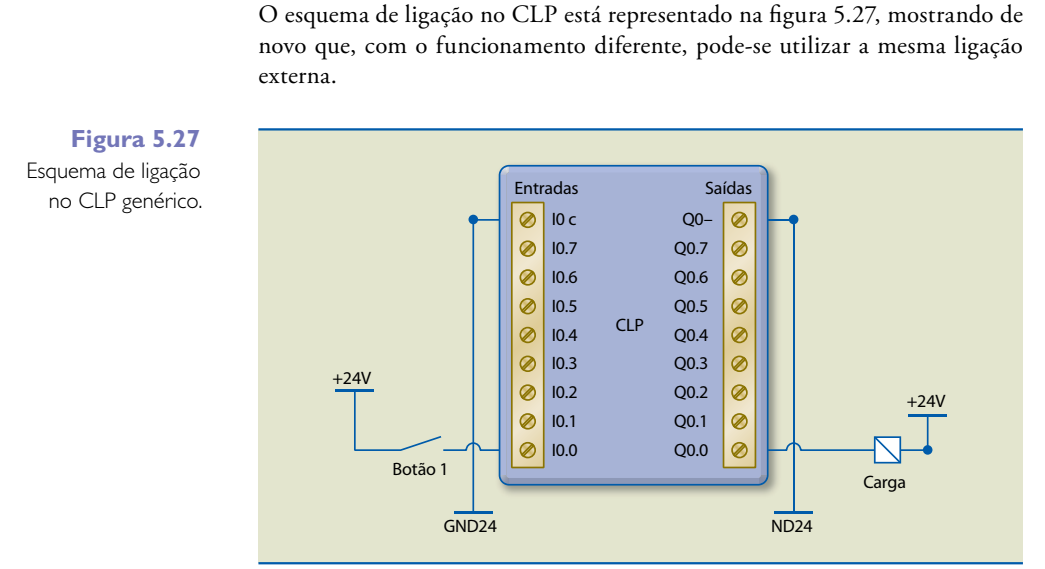 O esquema de ligação no CLP está representado na figura 5.27, mostrando de
novo que, com o funcionamento diferente, pode-se utilizar a mesma ligação
externa.
Figura 5.27
Esquema de ligação
no CLP genérico.
Entradas
Saídas
I0 c
Q0–
I0.7
Q0.7
I0.6
Q0.6
I0.5
Q0.5
CLP
I0.4
Q0.4
I0.3
Q0.3
+24V
I0.2
Q0.2
+24V
I0.1
Q0.1
I0.0
Q0.0
Botão 1
Carga
GND24
ND24